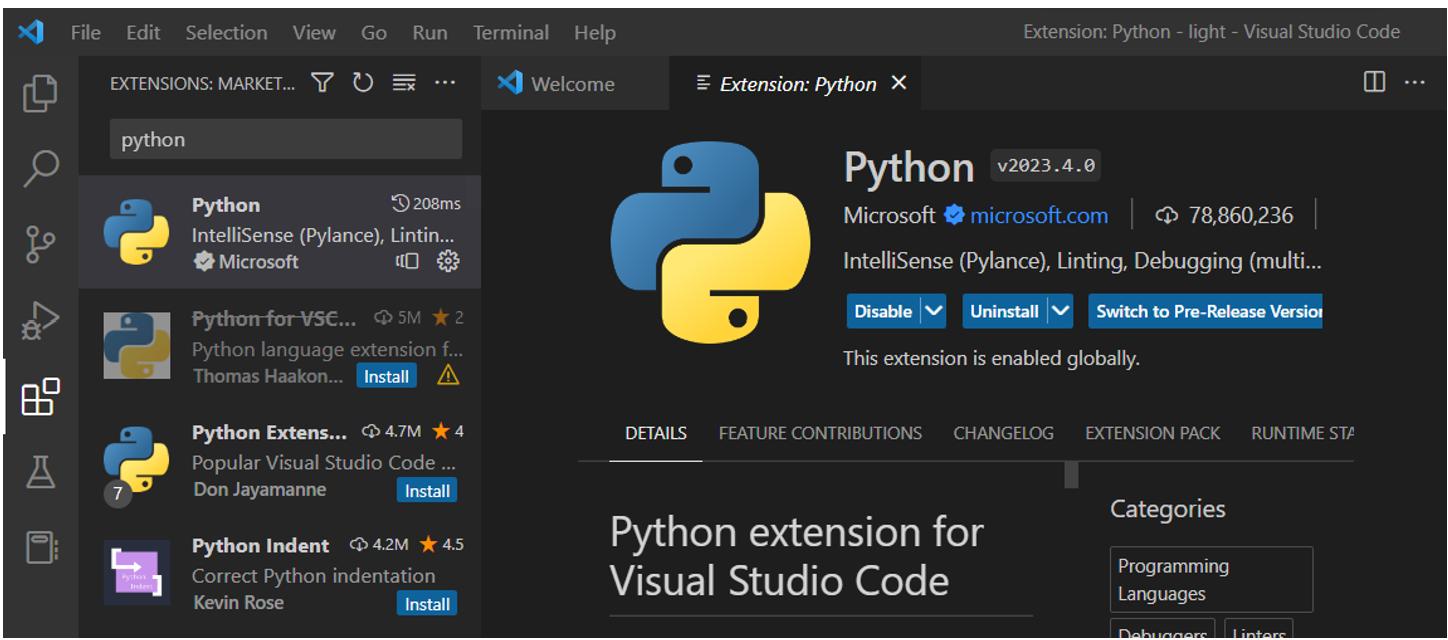 File Edit Selection View Go Run Terminal Help
Extension: Python - light - Visual Studio Code
EXTENSIONS: MARKET...
python
Python 208ms
IntelliSense (Pylance), Lintin...
Microsoft
Python for VSC... 5M 2
Python language extension f...
Thomas Haakon... Install
Python Extens... 4.7M 4
Popular Visual Studio Code ...
7
Don Jayamanne Install
Python Indent 4.2M 4.5
Correct Python indentation
Python
Indent
Kevin Rose Install
Welcome
Extension: Python
Python v2023.4.0
Microsoft microsoft.com 78,860,236
IntelliSense (Pylance), Linting, Debugging (multi...
Disable Uninstall Switch to Pre-Release Version
This extension is enabled globally.
DETAILS FEATURE CONTRIBUTIONS CHANGELOG EXTENSION PACK RUNTIME STA
Python extension for
Visual Studio Code
Categories
Programming
Languages
Debuggers Linters